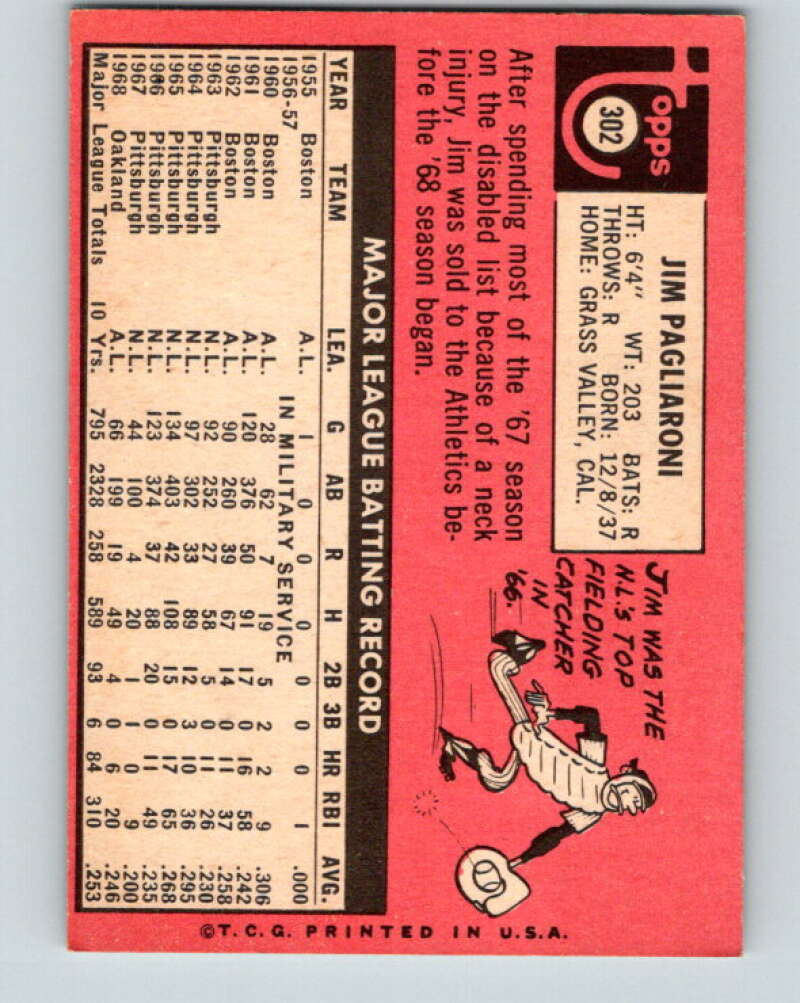 Topps
302
JIM PAGLIARONI
HT: 6'4" WT: 203 BATS: R
THROWS: R BORN: 12/8/37
HOME: GRASS VALLEY, CAL.
After spending most of the '67 season
on the disabled list because of a neck
injury, Jim was sold to the Athletics be-
fore the '68 season began.
JIM WAS THE
N.L.'S TOP
FIELDING
CATCHER
IN
'66.
MAJOR LEAGUE BATTING RECORD
YEAR TEAM LEA. G AB R H 2B 3B HR RBI AVG.
1955 Boston A.L. 1 0 0 0 0 0 0 1 .000
1956-57 IN MILITARY SERVICE
1960 Boston A.L. 28 62 7 19 5 2 2 9 .306
1961 Boston A.L. 120 376 50 91 17 0 16 58 .242
1962 Boston A.L. 90 260 39 67 14 0 11 37 .258
1963 Pittsburgh N.L. 92 252 27 58 5 0 11 26 .230
1964 Pittsburgh N.L. 97 302 33 89 12 3 10 36 .295
1965 Pittsburgh N.L. 134 403 42 108 15 0 17 65 .268
1966 Pittsburgh N.L. 123 374 37 88 20 0 11 49 .235
1967 Pittsburgh N.L. 44 100 4 20 1 1 0 9 .200
1968 Oakland A.L. 66 199 19 49 4 0 6 20 .246
Major League Totals 10 Yrs. 795 2328 258 589 93 6 84 310 .253
©T.C.G. PRINTED IN U.S.A.